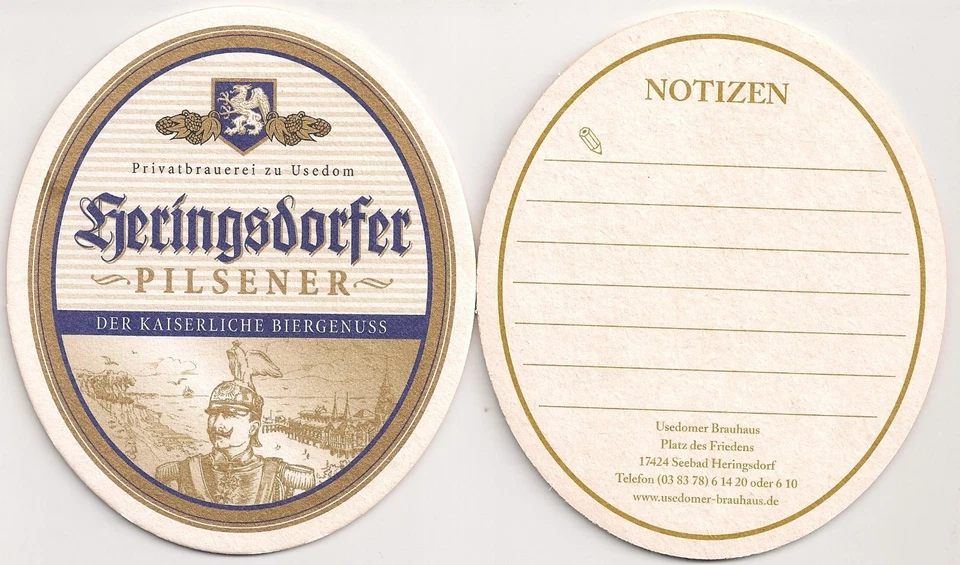 Privatbrauerei zu Usedom
Heringsdorfer
PILSENER
DER KAISERLICHE BIERGENUSS
NOTIZEN
Usedomer Brauhaus
Platz des Friedens
17424 Seebad Heringsdorf
Telefon (03 83 78) 6 14 20 oder 6 10
www.usedomer-brauhaus.de